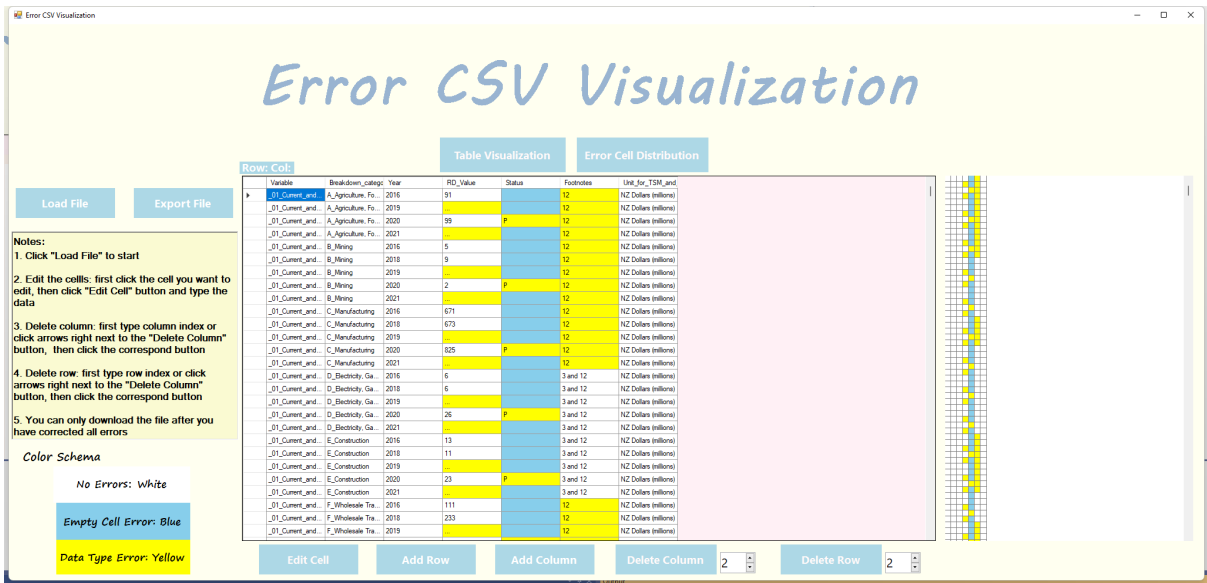 Error CSV Visualization
Error CSV Visualization
Table Visualization
Error Cell Distribution
Row: Col:
Load File
Export File
Notes:
1. Click "Load File" to start
2. Edit the cellls: first click the cell you want to
edit, then click "Edit Cell" button and type the
data
3. Delete column: first type column index or
click arrows right next to the "Delete Column"
button, then click the correspond button
4. Delete row: first type row index or click
arrows right next to the "Delete Column"
button, then click the correspond button
5. You can only download the file after you
have corrected all errors
Color Schema
No Errors: White
Empty Cell Error: Blue
Data Type Error: Yellow
Variable Breakdown_catego Year RD_Value Status Footnotes Unit_for_TSM_and
_01_Current_and... A_Agriculture, Fo... 2016 91 12 NZ Dollars (millions)
_01_Current_and... A_Agriculture, Fo... 2019 ... 12 NZ Dollars (millions)
_01_Current_and... A_Agriculture, Fo... 2020 99 P 12 NZ Dollars (millions)
_01_Current_and... A_Agriculture, Fo... 2021 ... 12 NZ Dollars (millions)
_01_Current_and... B_Mining 2016 5 12 NZ Dollars (millions)
_01_Current_and... B_Mining 2018 9 12 NZ Dollars (millions)
_01_Current_and... B_Mining 2019 ... 12 NZ Dollars (millions)
_01_Current_and... B_Mining 2020 2 P 12 NZ Dollars (millions)
_01_Current_and... B_Mining 2021 ... 12 NZ Dollars (millions)
_01_Current_and... C_Manufacturing 2016 671 12 NZ Dollars (millions)
_01_Current_and... C_Manufacturing 2018 673 12 NZ Dollars (millions)
_01_Current_and... C_Manufacturing 2019 ... 12 NZ Dollars (millions)
_01_Current_and... C_Manufacturing 2020 825 P 12 NZ Dollars (millions)
_01_Current_and... C_Manufacturing 2021 ... 12 NZ Dollars (millions)
_01_Current_and... D_Electricity, Ga... 2016 6 3 and 12 NZ Dollars (millions)
_01_Current_and... D_Electricity, Ga... 2018 6 3 and 12 NZ Dollars (millions)
_01_Current_and... D_Electricity, Ga... 2019 ... 3 and 12 NZ Dollars (millions)
_01_Current_and... D_Electricity, Ga... 2020 26 P 3 and 12 NZ Dollars (millions)
_01_Current_and... D_Electricity, Ga... 2021 ... 3 and 12 NZ Dollars (millions)
_01_Current_and... E_Construction 2016 13 3 and 12 NZ Dollars (millions)
_01_Current_and... E_Construction 2018 11 3 and 12 NZ Dollars (millions)
_01_Current_and... E_Construction 2019 ... 3 and 12 NZ Dollars (millions)
_01_Current_and... E_Construction 2020 23 P 3 and 12 NZ Dollars (millions)
_01_Current_and... E_Construction 2021 ... 3 and 12 NZ Dollars (millions)
_01_Current_and... F_Wholesale Tra... 2016 111 12 NZ Dollars (millions)
_01_Current_and... F_Wholesale Tra... 2018 233 12 NZ Dollars (millions)
_01_Current_and... F_Wholesale Tra... 2019 ... 12 NZ Dollars (millions)
Edit Cell
Add Row
Add Column
Delete Column
2
Delete Row
2